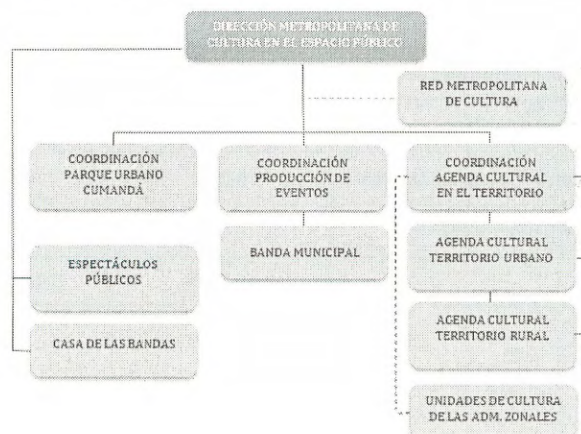 DIRECCIÓN METROPOLITANA DE
CULTURA EN EL ESPACIO PÚBLICO
RED METROPOLITANA
DE CULTURA
COORDINACIÓN
PARQUE URBANO
CUMANDÁ
COORDINACIÓN
PRODUCCIÓN DE
EVENTOS
COORDINACIÓN
AGENDA CULTURAL
EN EL TERRITORIO
ESPECTÁCULOS
PÚBLICOS
BANDA MUNICIPAL
AGENDA CULTURAL
TERRITORIO URBANO
CASA DE LAS BANDAS
AGENDA CULTURAL
TERRITORIO RURAL
UNIDADES DE CULTURA
DE LAS ADM. ZONALES